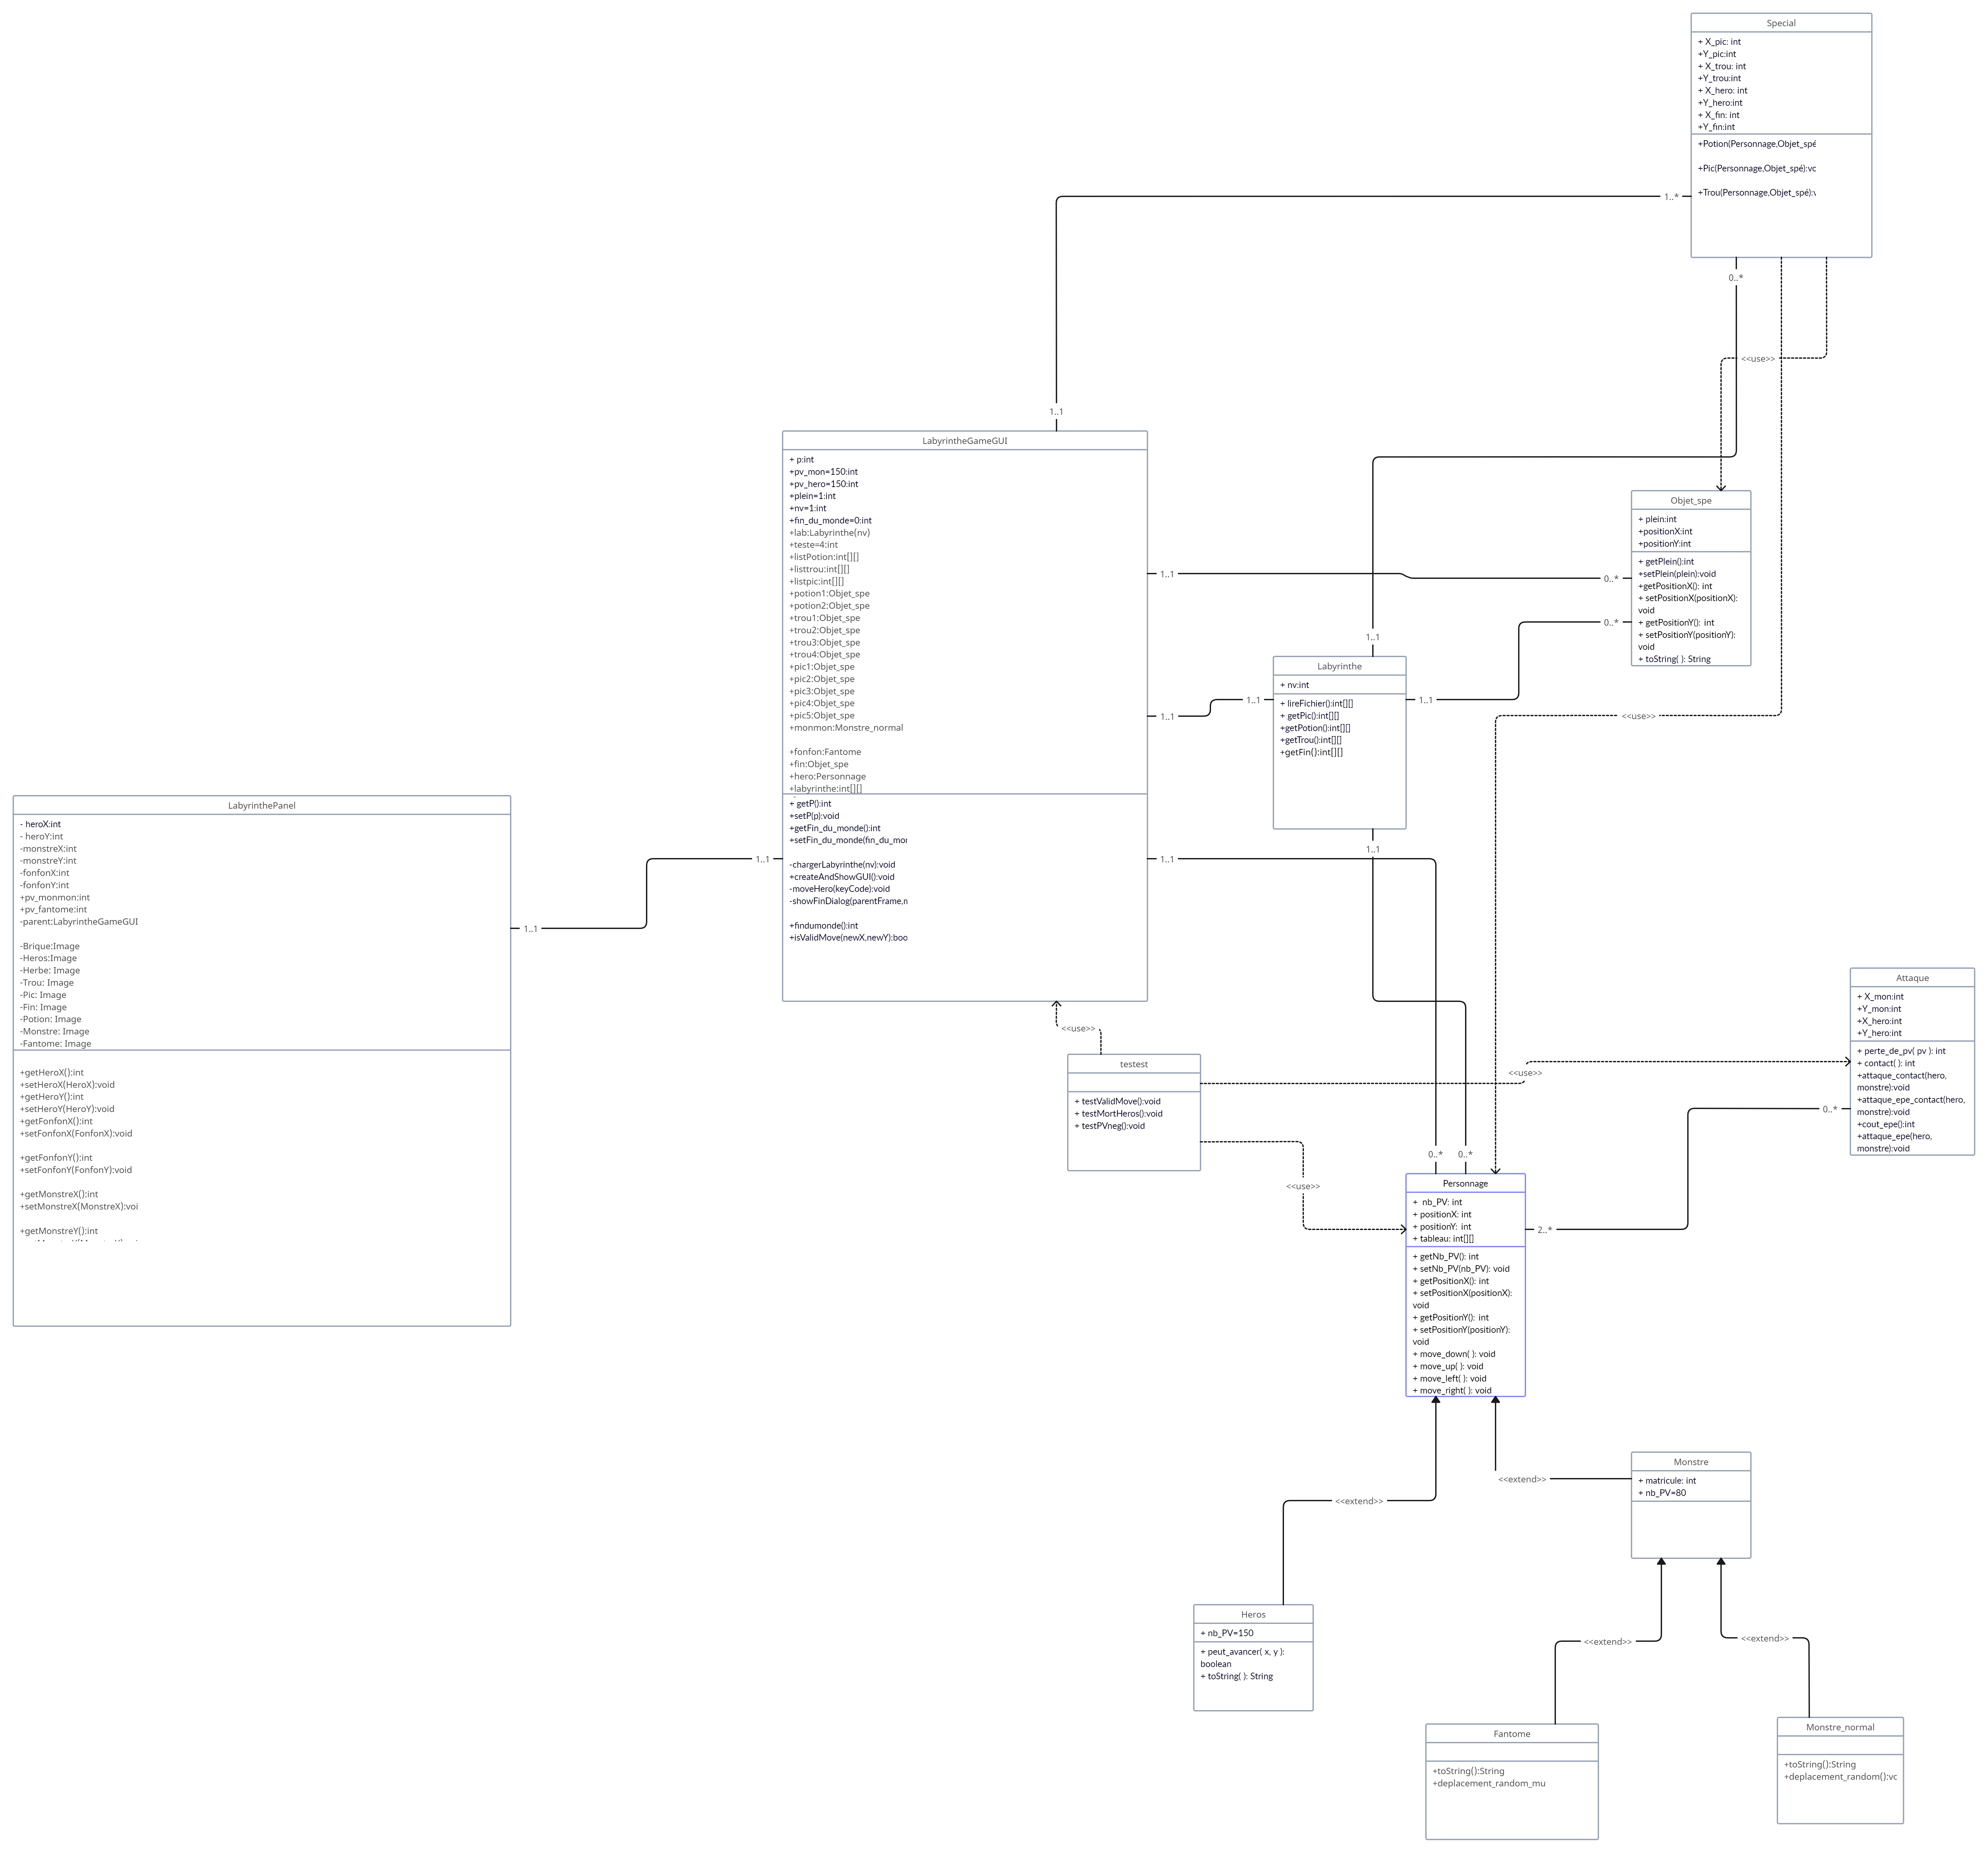 Special
+ X_pic: int
+Y_pic:int
+ X_trou: int
+Y_trou:int
+ X_hero: int
+Y_hero:int
+ X_fin: int
+Y_fin:int
+Potion(Personnage,Objet_spé
+Pic(Personnage,Objet_spé):vc
+Trou(Personnage,Objet_spé):
1..*
0..*
<<use>>
1..1
LabyrintheGameGUI
+ p:int
+pv_mon=150:int
+pv_hero=150:int
+plein=1:int
+nv=1:int
+fin_du_monde=0:int
+lab:Labyrinthe(nv)
+teste=4:int
+listPotion:int[][]
+listtrou:int[][]
+listpic:int[][]
+potion1:Objet_spe
+potion2:Objet_spe
+trou1:Objet_spe
+trou2:Objet_spe
+trou3:Objet_spe
+trou4:Objet_spe
+pic1:Objet_spe
+pic2:Objet_spe
+pic3:Objet_spe
+pic4:Objet_spe
+pic5:Objet_spe
+monmon:Monstre_normal
+fonfon:Fantome
+fin:Objet_spe
+hero:Personnage
+labyrinthe:int[][]
+ getP():int
+setP(p):void
+getFin_du_monde():int
+setFin_du_monde(fin_du_mon
-chargerLabyrinthe(nv):void
+createAndShowGUI():void
-moveHero(keyCode):void
-showFinDialog(parentFrame,n
+findumonde():int
+isValidMove(newX,newY):boo
1..1
0..*
1..1
1..1
1..1
Objet_spe
+ plein:int
+positionX:int
+positionY:int
+ getPlein():int
+setPlein(plein):void
+getPositionX(): int
+ setPositionX(positionX):
void
+ getPositionY(): int
+ setPositionY(positionY):
void
+ toString( ): String
0..*
1..1
Labyrinthe
+ nv:int
+ lireFichier():int[][]
+ getPic():int[][]
+getPotion():int[][]
+getTrou():int[][]
+getFin():int[][]
1..1
<<use>>
1..1
1..1
1..1
LabyrinthePanel
- heroX:int
- heroY:int
-monstreX:int
-monstreY:int
-fonfonX:int
-fonfonY:int
+pv_monmon:int
+pv_fantome:int
-parent:LabyrintheGameGUI
-Brique:Image
-Heros:Image
-Herbe: Image
-Trou: Image
-Pic: Image
-Fin: Image
-Potion: Image
-Monstre: Image
-Fantome: Image
+getHeroX():int
+setHeroX(HeroX):void
+getHeroY():int
+setHeroY(HeroY):void
+getFonfonX():int
+setFonfonX(FonfonX):void
+getFonfonY():int
+setFonfonY(FonfonY):void
+getMonstreX():int
+setMonstreX(MonstreX):voi
+getMonstreY():int
<<use>>
testest
+ testValidMove():void
+ testMortHeros():void
+ testPVneg():void
<<use>>
<<use>>
Attaque
+ X_mon:int
+Y_mon:int
+X_hero:int
+Y_hero:int
+ perte_de_pv( pv ): int
+ contact( ): int
+attaque_contact(hero,
monstre):void
+attaque_epe_contact(hero,
monstre):void
+cout_epe():int
+attaque_epe(hero,
monstre):void
0..*
0..*
0..*
2..*
Personnage
+ nb_PV: int
+ positionX: int
+ positionY: int
+ tableau: int[][]
+ getNb_PV(): int
+ setNb_PV(nb_PV): void
+ getPositionX(): int
+ setPositionX(positionX):
void
+ getPositionY(): int
+ setPositionY(positionY):
void
+ move_down( ): void
+ move_up( ): void
+ move_left( ): void
+ move_right( ): void
<<extend>>
<<extend>>
Monstre
+ matricule: int
+ nb_PV=80
Heros
+ nb_PV=150
+ peut_avancer( x, y ):
boolean
+ toString( ): String
<<extend>>
<<extend>>
Fantome
+toString():String
+deplacement_random_mu
Monstre_normal
+toString():String
+deplacement_random():vc